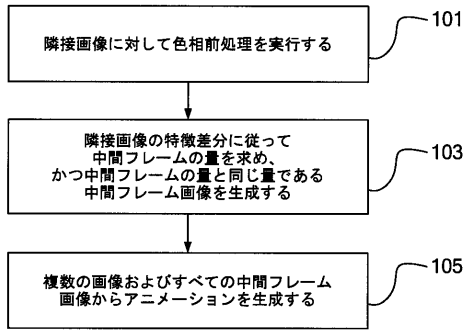 隣接画像に対して色相前処理を実行する
101
隣接画像の特徴差分に従って
中間フレームの量を求め、
かつ中間フレームの量と同じ量である
中間フレーム画像を生成する
103
複数の画像およびすべての中間フレーム
画像からアニメーションを生成する
105